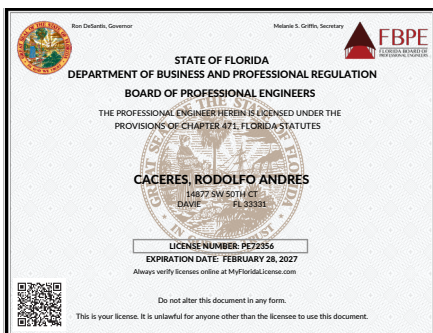 Ron DeSantis, Governor
Melanie S. Griffin, Secretary
FBPE
FLORIDA BOARD OF
PROFESSIONAL ENGINEERS
STATE OF FLORIDA
DEPARTMENT OF BUSINESS AND PROFESSIONAL REGULATION
BOARD OF PROFESSIONAL ENGINEERS
THE PROFESSIONAL ENGINEER HEREIN IS LICENSED UNDER THE
PROVISIONS OF CHAPTER 471, FLORIDA STATUTES
CACERES, RODOLFO ANDRES
14877 SW 50TH CT
DAVIE FL 33331
LICENSE NUMBER: PE72356
EXPIRATION DATE: FEBRUARY 28, 2027
Always verify licenses online at MyFloridaLicense.com
Do not alter this document in any form.
This is your license. It is unlawful for anyone other than the licensee to use this document.